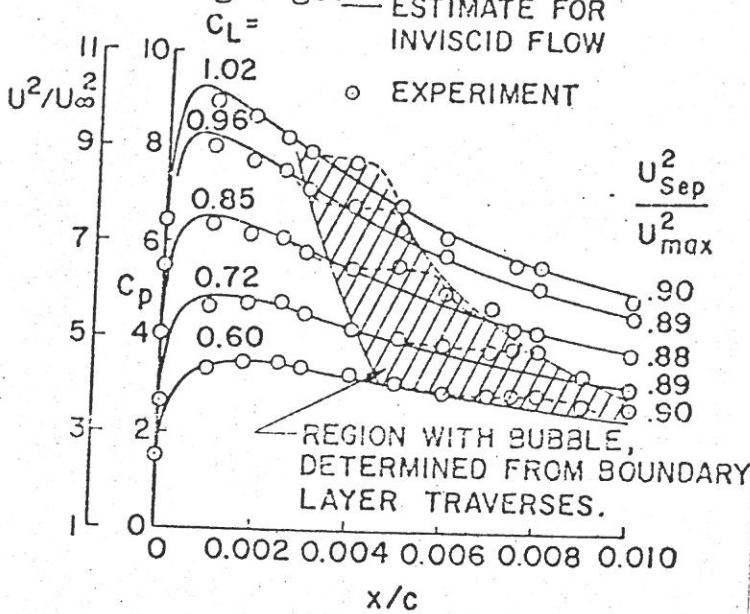 — ESTIMATE FOR
INVISCID FLOW
⊙ EXPERIMENT
C_L =
1.02
0.96
0.85
0.72
0.60
U²/U∞²
11
9
7
5
3
1
C_p
10
8
6
4
2
0
U²Sep
U²max
.90
.89
.88
.89
.90
REGION WITH BUBBLE,
DETERMINED FROM BOUNDARY
LAYER TRAVERSES.
0 0.002 0.004 0.006 0.008 0.010
x/c